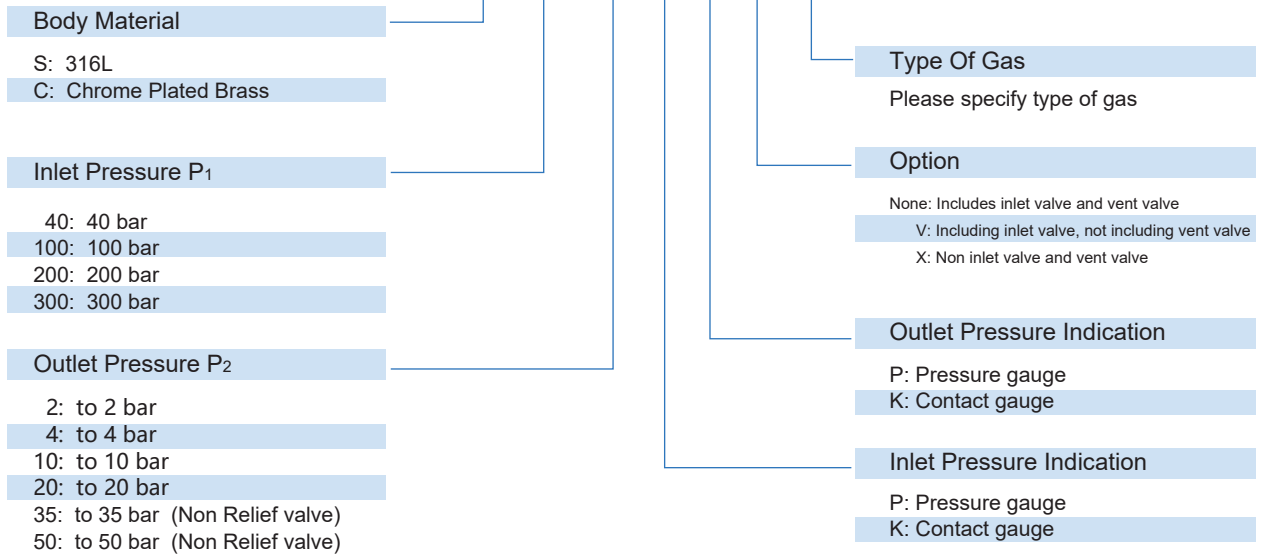 Body Material
S: 316L
C: Chrome Plated Brass
Inlet Pressure P1
40: 40 bar
100: 100 bar
200: 200 bar
300: 300 bar
Outlet Pressure P2
2: to 2 bar
4: to 4 bar
10: to 10 bar
20: to 20 bar
35: to 35 bar (Non Relief valve)
50: to 50 bar (Non Relief valve)
Type Of Gas
Please specify type of gas
Option
None: Includes inlet valve and vent valve
V: Including inlet valve, not including vent valve
X: Non inlet valve and vent valve
Outlet Pressure Indication
P: Pressure gauge
K: Contact gauge
Inlet Pressure Indication
P: Pressure gauge
K: Contact gauge